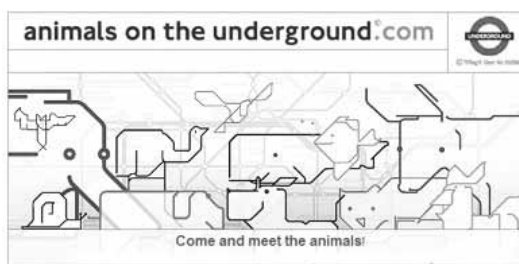 animals on the underground©.com
UNDERGROUND
Come and meet the animals!